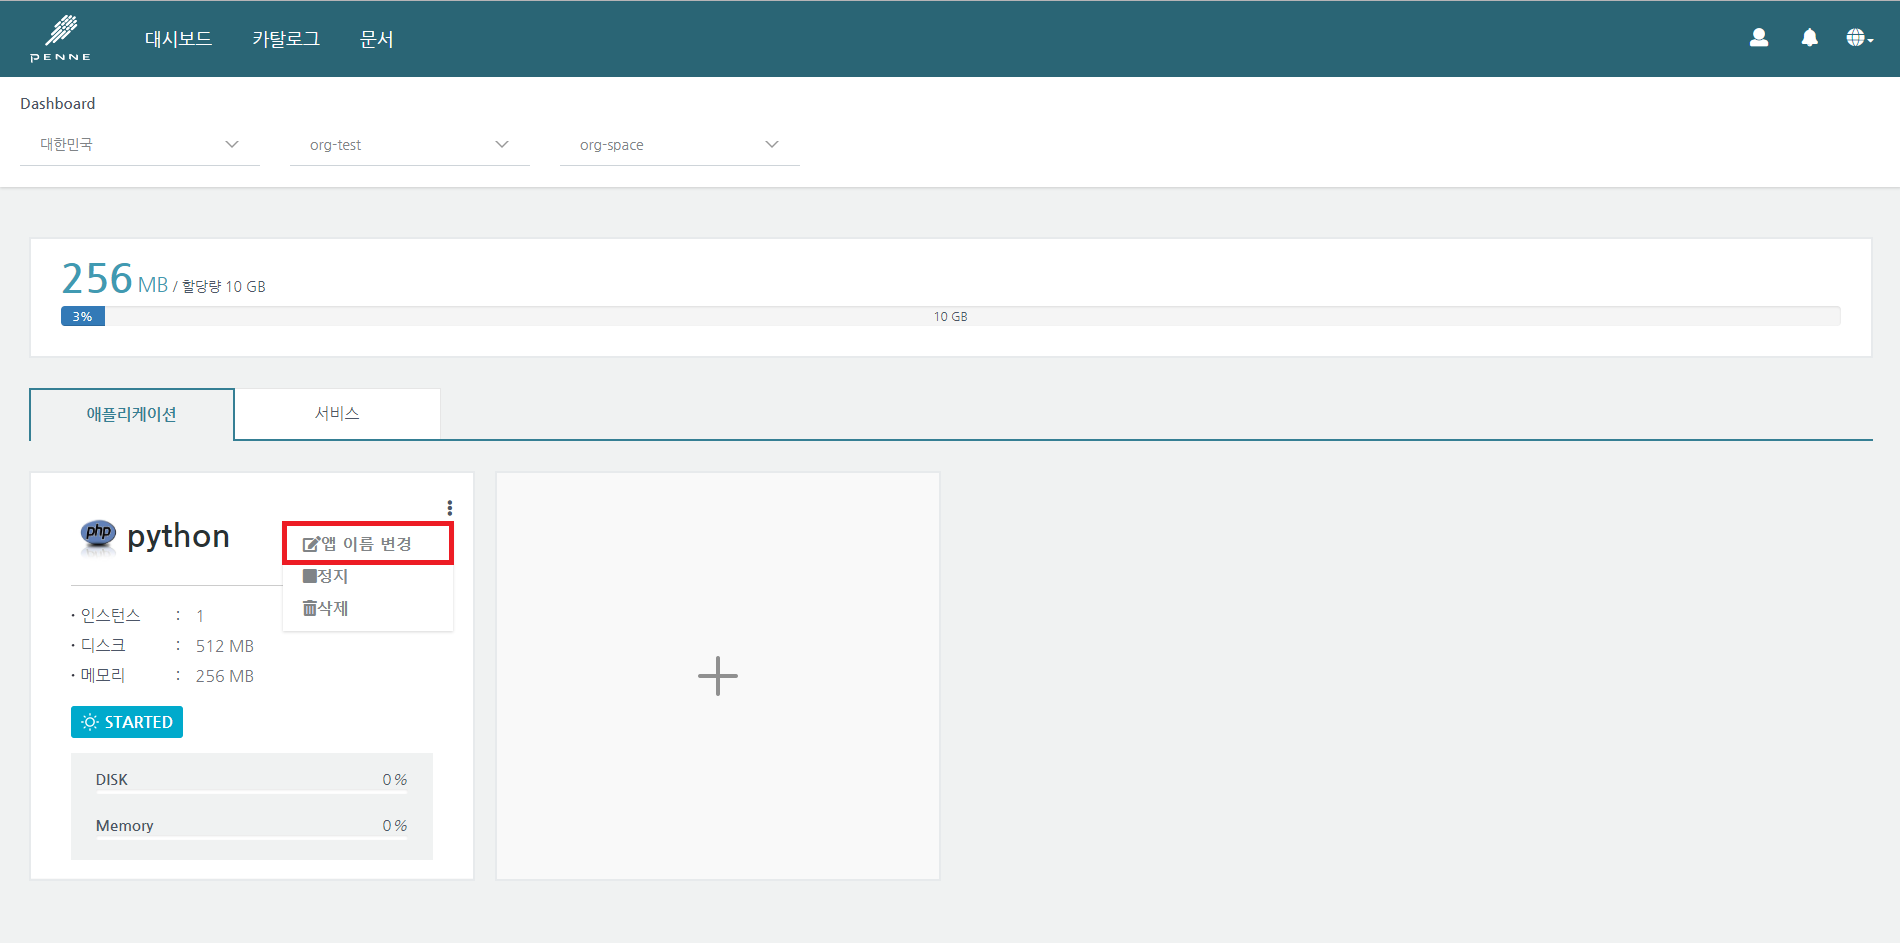 PENNE
대시보드 카탈로그 문서
Dashboard
대한민국 org-test org-space
256 MB / 할당량 10 GB
3% 10 GB
애플리케이션 서비스
php python
앱 이름 변경
정지
삭제
· 인스턴스 : 1
· 디스크 : 512 MB
· 메모리 : 256 MB
STARTED
DISK 0 %
Memory 0 %